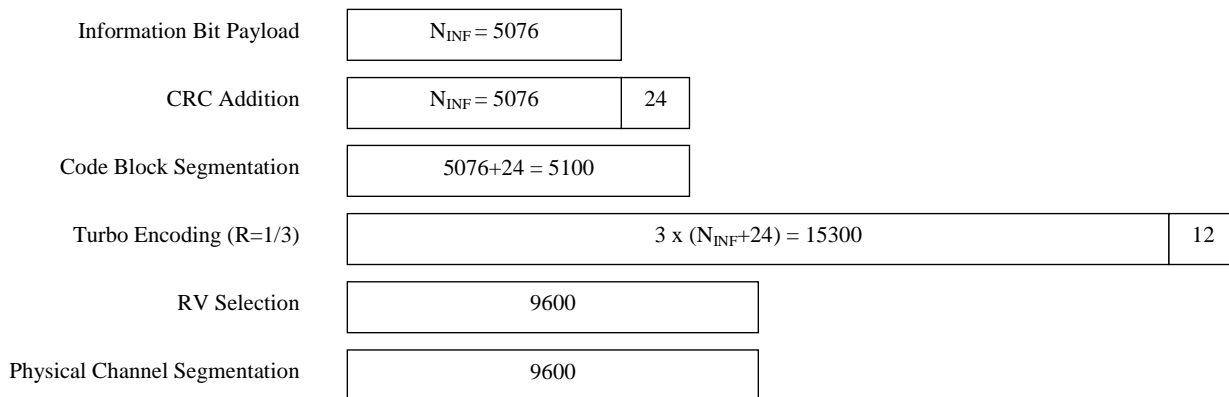 Information Bit Payload N_INF = 5076
CRC Addition N_INF = 5076 24
Code Block Segmentation 5076+24 = 5100
Turbo Encoding (R=1/3) 3 x (N_INF+24) = 15300 12
RV Selection 9600
Physical Channel Segmentation 9600